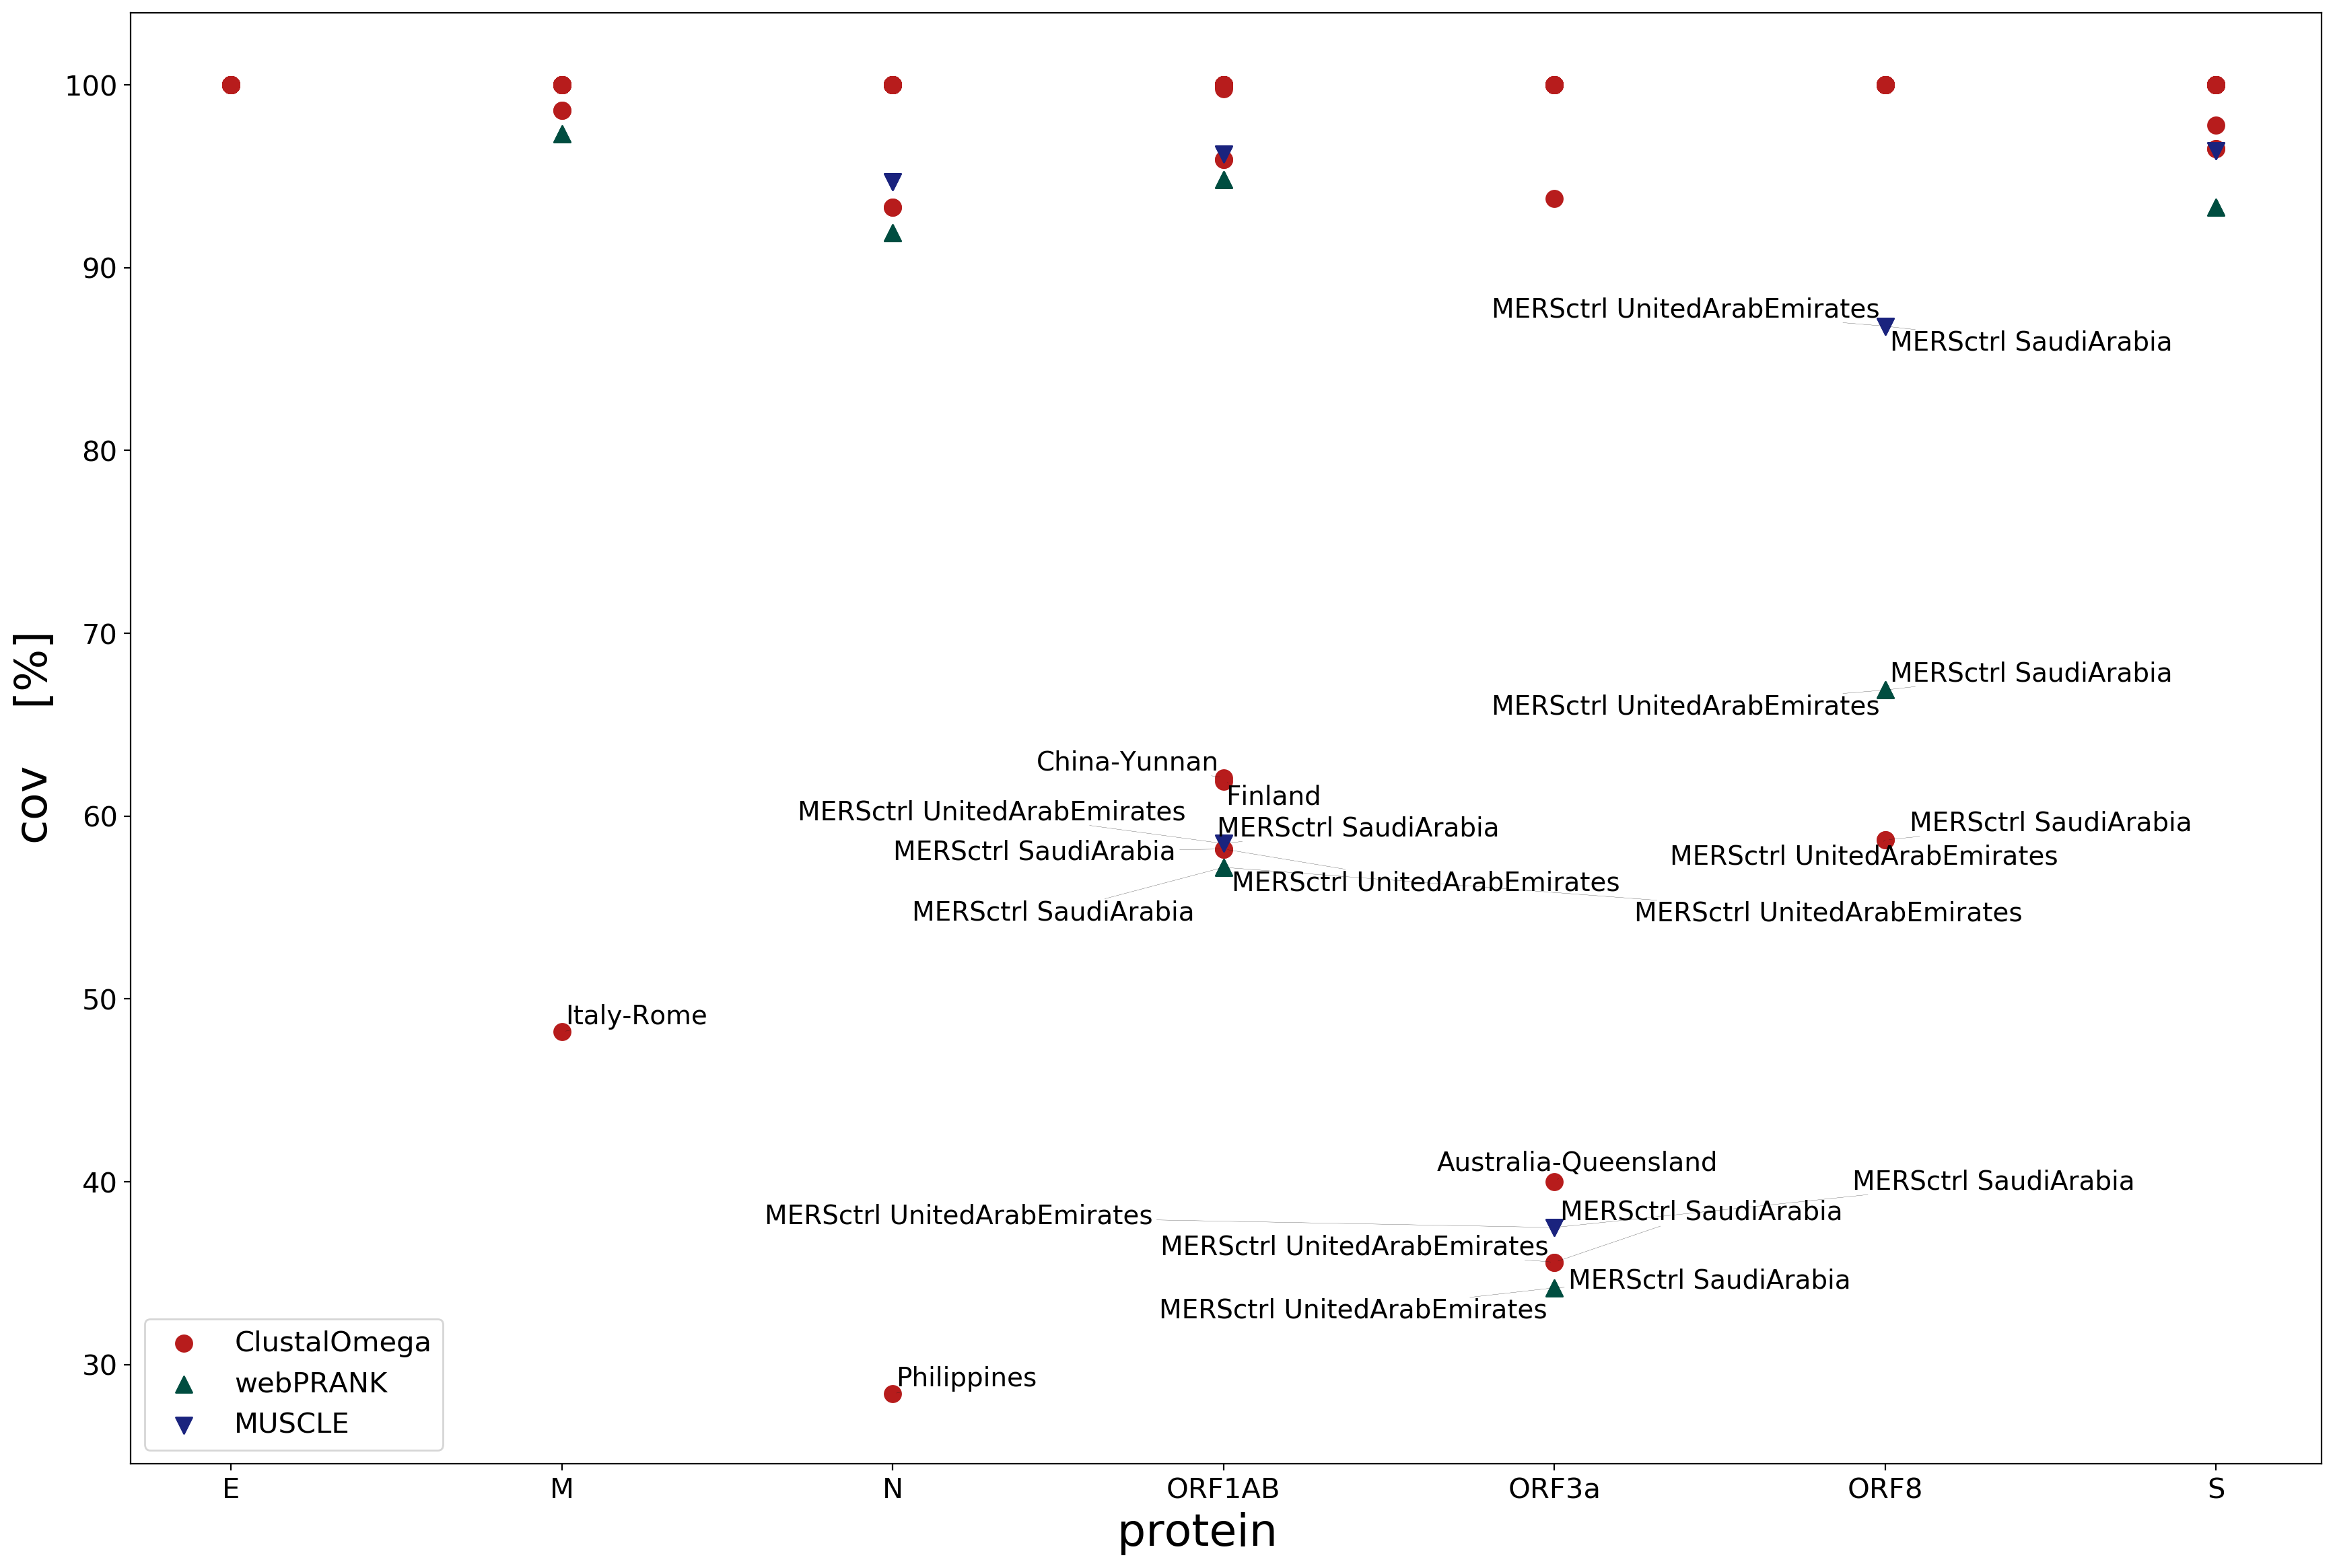 100
90
MERSctrl UnitedArabEmirates
MERSctrl SaudiArabia
80
70
cov [%]
MERSctrl SaudiArabia
MERSctrl UnitedArabEmirates
China-Yunnan
Finland
60
MERSctrl UnitedArabEmirates
MERSctrl SaudiArabia
MERSctrl SaudiArabia
MERSctrl SaudiArabia
MERSctrl UnitedArabEmirates
MERSctrl UnitedArabEmirates
MERSctrl SaudiArabia
MERSctrl UnitedArabEmirates
50
Italy-Rome
40
Australia-Queensland
MERSctrl SaudiArabia
MERSctrl UnitedArabEmirates
MERSctrl SaudiArabia
MERSctrl UnitedArabEmirates
MERSctrl SaudiArabia
MERSctrl UnitedArabEmirates
30
Philippines
ClustalOmega
webPRANK
MUSCLE
E M N ORF1AB ORF3a ORF8 S
protein